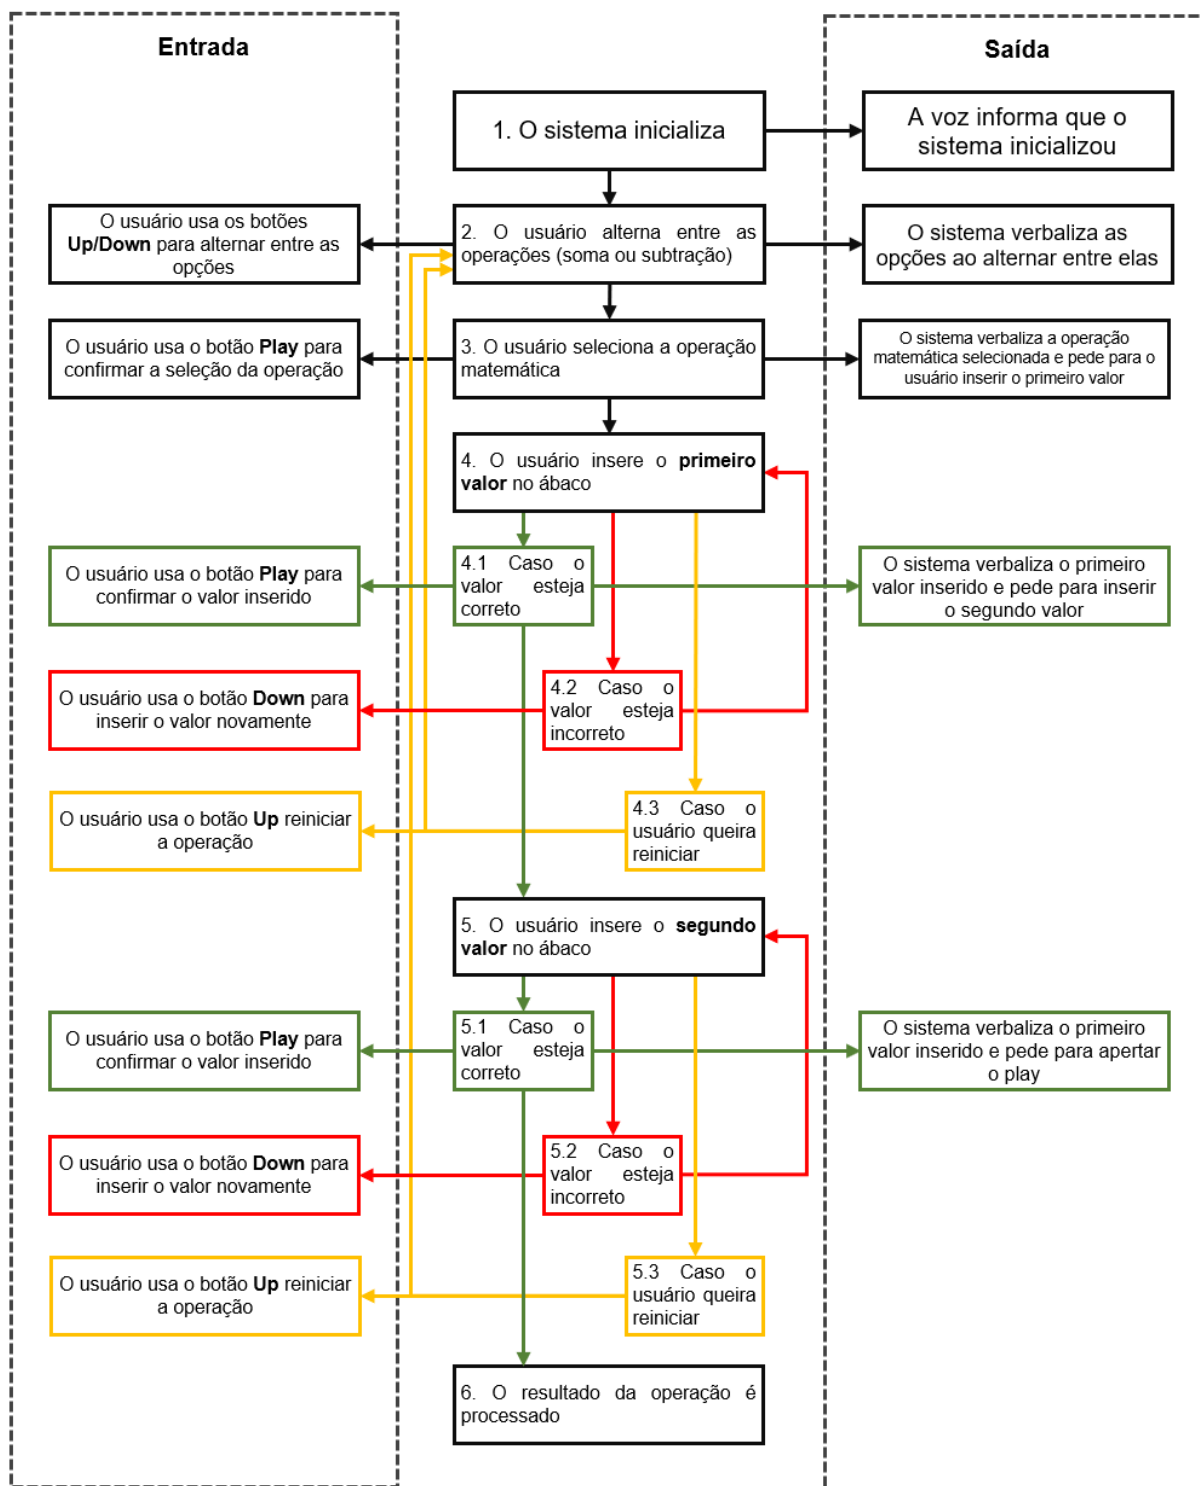 Entrada
Saída
1. O sistema inicializa
A voz informa que o
sistema inicializou
O usuário usa os botões
Up/Down para alternar entre as
opções
2. O usuário alterna entre as
operações (soma ou subtração)
O sistema verbaliza as
opções ao alternar entre elas
O usuário usa o botão Play para
confirmar a seleção da operação
3. O usuário seleciona a operação
matemática
O sistema verbaliza a operação
matemática selecionada e pede para o
usuário inserir o primeiro valor
4. O usuário insere o primeiro
valor no ábaco
O usuário usa o botão Play para
confirmar o valor inserido
4.1 Caso o
valor esteja
correto
O sistema verbaliza o primeiro
valor inserido e pede para inserir
o segundo valor
O usuário usa o botão Down para
inserir o valor novamente
4.2 Caso o
valor esteja
incorreto
O usuário usa o botão Up reiniciar
a operação
4.3 Caso o
usuário queira
reiniciar
5. O usuário insere o segundo
valor no ábaco
O usuário usa o botão Play para
confirmar o valor inserido
5.1 Caso o
valor esteja
correto
O sistema verbaliza o primeiro
valor inserido e pede para apertar
o play
O usuário usa o botão Down para
inserir o valor novamente
5.2 Caso o
valor esteja
incorreto
O usuário usa o botão Up reiniciar
a operação
5.3 Caso o
usuário queira
reiniciar
6. O resultado da operação é
processado